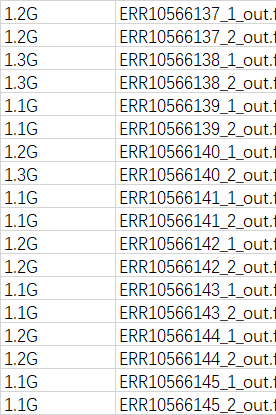 1.2G ERR10566137_1_out.f
1.2G ERR10566137_2_out.f
1.3G ERR10566138_1_out.f
1.3G ERR10566138_2_out.f
1.1G ERR10566139_1_out.f
1.1G ERR10566139_2_out.f
1.2G ERR10566140_1_out.f
1.3G ERR10566140_2_out.f
1.1G ERR10566141_1_out.f
1.1G ERR10566141_2_out.f
1.2G ERR10566142_1_out.f
1.2G ERR10566142_2_out.f
1.1G ERR10566143_1_out.f
1.1G ERR10566143_2_out.f
1.2G ERR10566144_1_out.f
1.2G ERR10566144_2_out.f
1.1G ERR10566145_1_out.f
1.1G ERR10566145_2_out.f